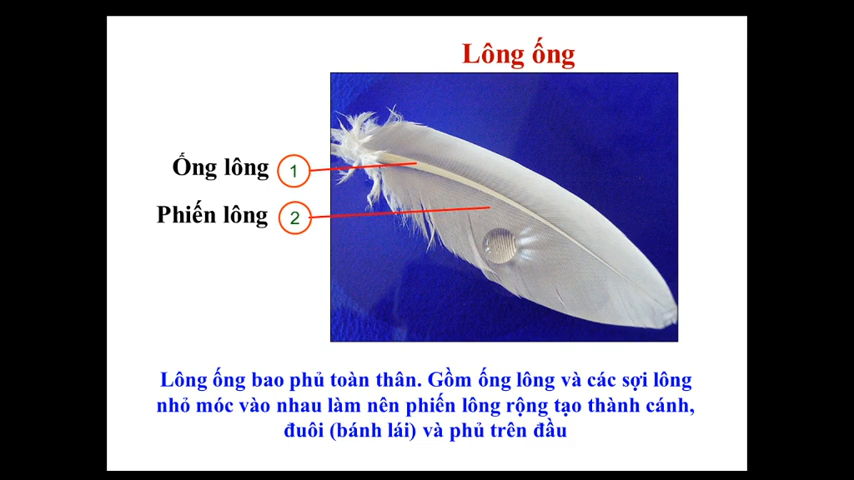 Lông ống
Ống lông 1
Phiến lông 2
Lông ống bao phủ toàn thân. Gồm ống lông và các sợi lông
nhỏ móc vào nhau làm nên phiến lông rộng tạo thành cánh,
đuôi (bánh lái) và phủ trên đầu